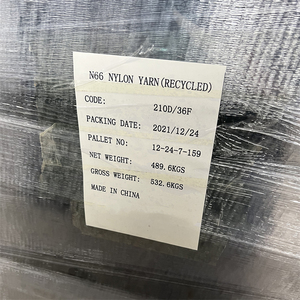 N66 NYLON YARN(RECYCLED)
CODE: 210D/36F
PACKING DATE: 2021/12/24
PALLET NO: 12-24-7-159
NET WEIGHT: 489.6KGS
GROSS WEIGHT: 532.6KGS
MADE IN CHINA